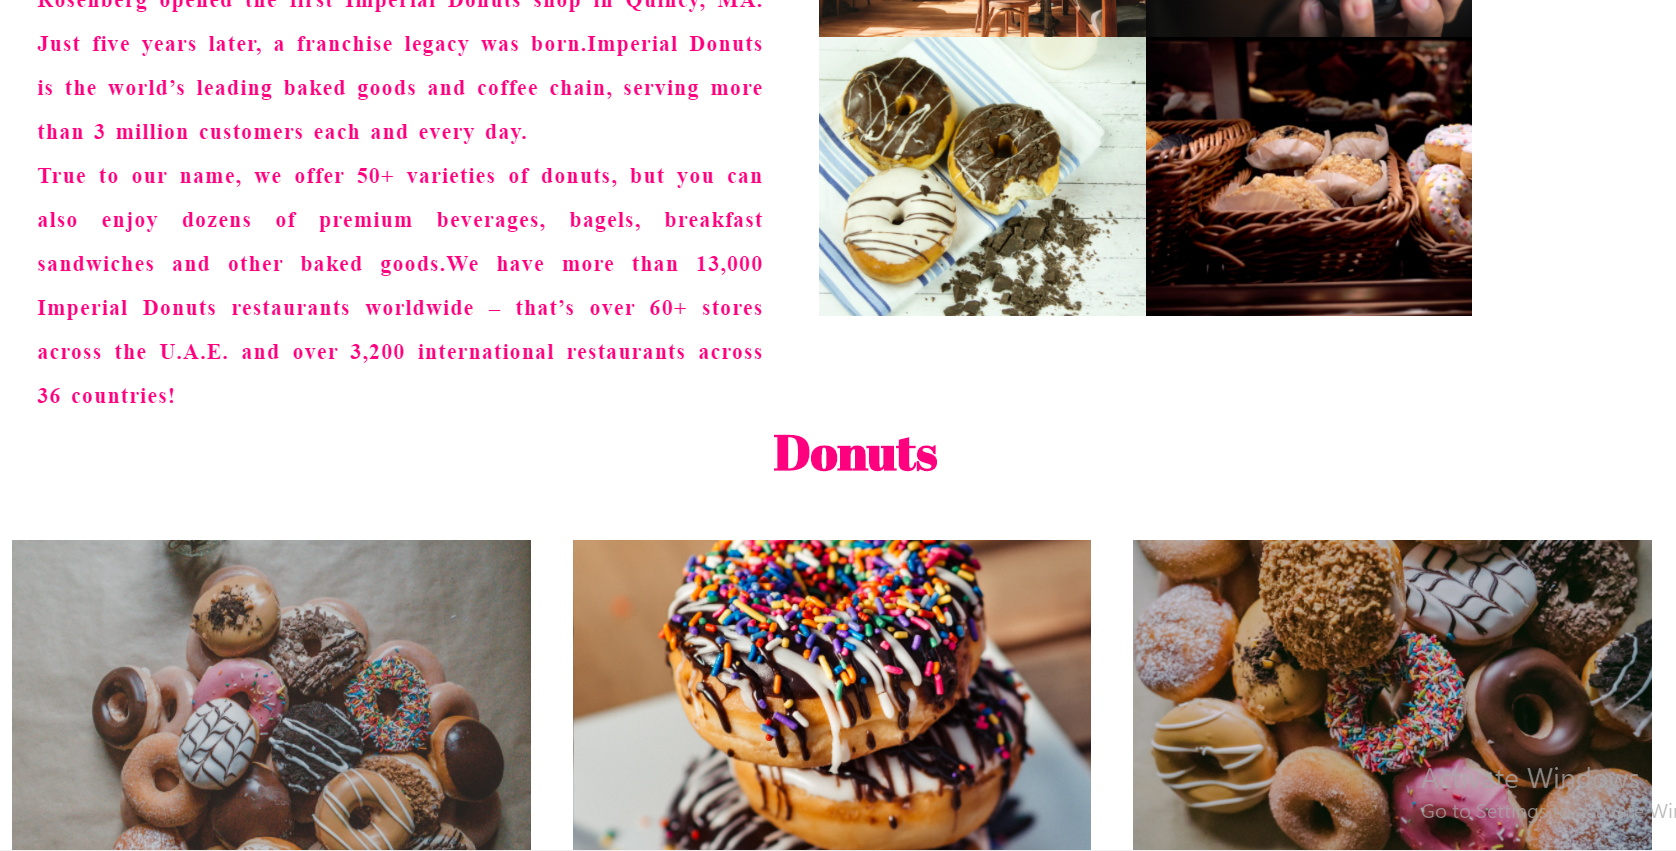 Rosenberg opened the first Imperial Donuts shop in Quincy, MA.
Just five years later, a franchise legacy was born.Imperial Donuts
is the world’s leading baked goods and coffee chain, serving more
than 3 million customers each and every day.
True to our name, we offer 50+ varieties of donuts, but you can
also enjoy dozens of premium beverages, bagels, breakfast
sandwiches and other baked goods.We have more than 13,000
Imperial Donuts restaurants worldwide – that’s over 60+ stores
across the U.A.E. and over 3,200 international restaurants across
36 countries!
Donuts
Activate Windows
Go to Settings